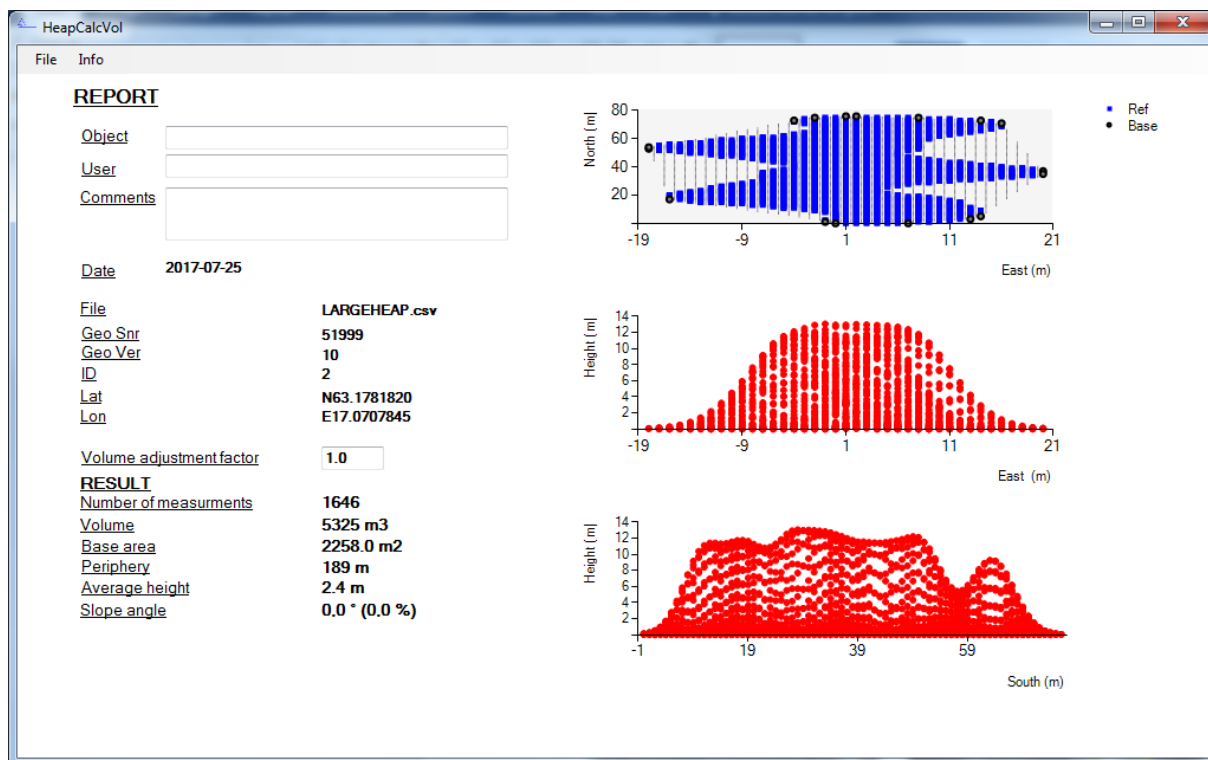 HeapCalcVol
File Info
REPORT
Object
User
Comments
Date 2017-07-25
File LARGEHEAP.csv
Geo Snr 51999
Geo Ver 10
ID 2
Lat N63.1781820
Lon E17.0707845
Volume adjustment factor 1.0
RESULT
Number of measurments 1646
Volume 5325 m3
Base area 2258.0 m2
Periphery 189 m
Average height 2.4 m
Slope angle 0,0 ° (0,0 %)
North (m)
80
60
40
20
-19 -9 1 11 21
East (m)
Ref
Base
Height (m)
14
12
10
8
6
4
2
-19 -9 1 11 21
East (m)
Height (m)
14
12
10
8
6
4
2
-1 19 39 59
South (m)